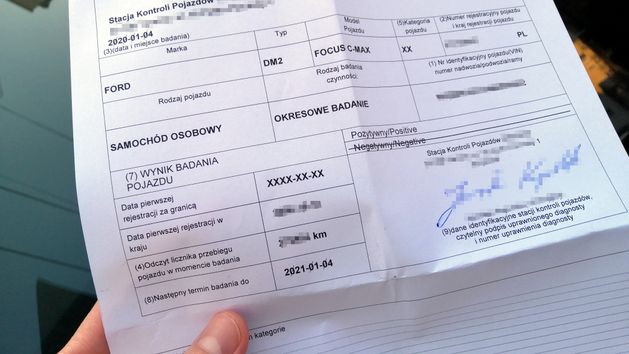 Stacja Kontroli Pojazdów
2020-01-04
(3)(data i miejsce badania)
Marka
Typ
Model
Pojazdu
(5)Kategoria
pojazdu
(2)Numer rejestracyjny pojazdu
i kraj rejestracji pojazdu
FORD
DM2
FOCUS C-MAX
XX
PL
Rodzaj pojazdu
Rodzaj badania
czynności:
(1) Nr identyfikacyjny pojazdu(VIN)
numer nadwozia/podwozia/ramy
SAMOCHÓD OSOBOWY
OKRESOWE BADANIE
(7) WYNIK BADANIA
POJAZDU
Pozytywny/Positive
Negatywny/Negative
Data pierwszej
rejestracji za granicą
XXXX-XX-XX
Stacja Kontroli Pojazdów
Data pierwszej rejestracji w
kraju
(4)Odczyt licznika przebiegu
pojazdu w momencie badania
km
(9)dane identyfikacyjne stacji kontroli pojazdów,
czytelny podpis uprawnionego diagnosty
i numer uprawnienia diagnosty
(8)Następny termin badania do
2021-01-04
kategorie